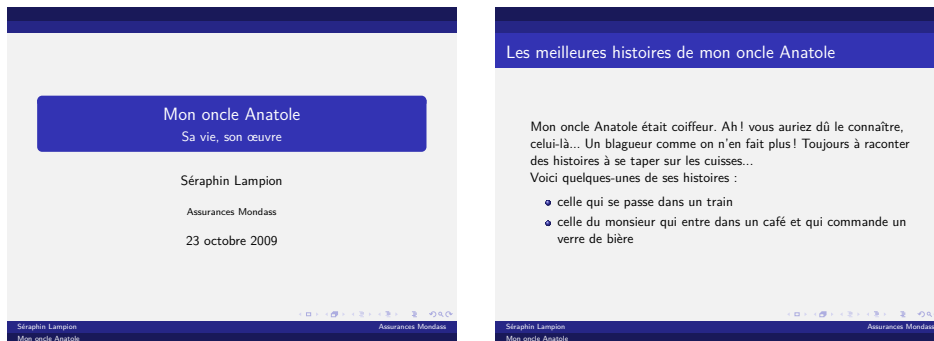 Mon oncle Anatole
Sa vie, son œuvre
Séraphin Lampion
Assurances Mondass
23 octobre 2009
Séraphin Lampion Assurances Mondass
Mon oncle Anatole
Les meilleures histoires de mon oncle Anatole
Mon oncle Anatole était coiffeur. Ah ! vous auriez dû le connaître,
celui-là... Un blagueur comme on n'en fait plus ! Toujours à raconter
des histoires à se taper sur les cuisses...
Voici quelques-unes de ses histoires :
celle qui se passe dans un train
celle du monsieur qui entre dans un café et qui commande un
verre de bière
Séraphin Lampion Assurances Mondass
Mon oncle Anatole